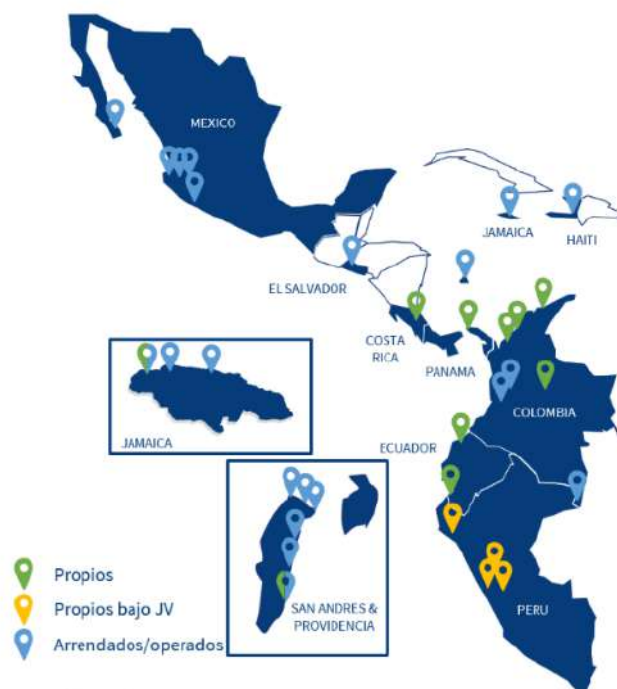 MEXICO
JAMAICA
HAITI
EL SALVADOR
COSTA
RICA
PANAMA
COLOMBIA
JAMAICA
ECUADOR
SAN ANDRES &
PROVIDENCIA
PERU
Propios
Propios bajo JV
Arrendados/operados